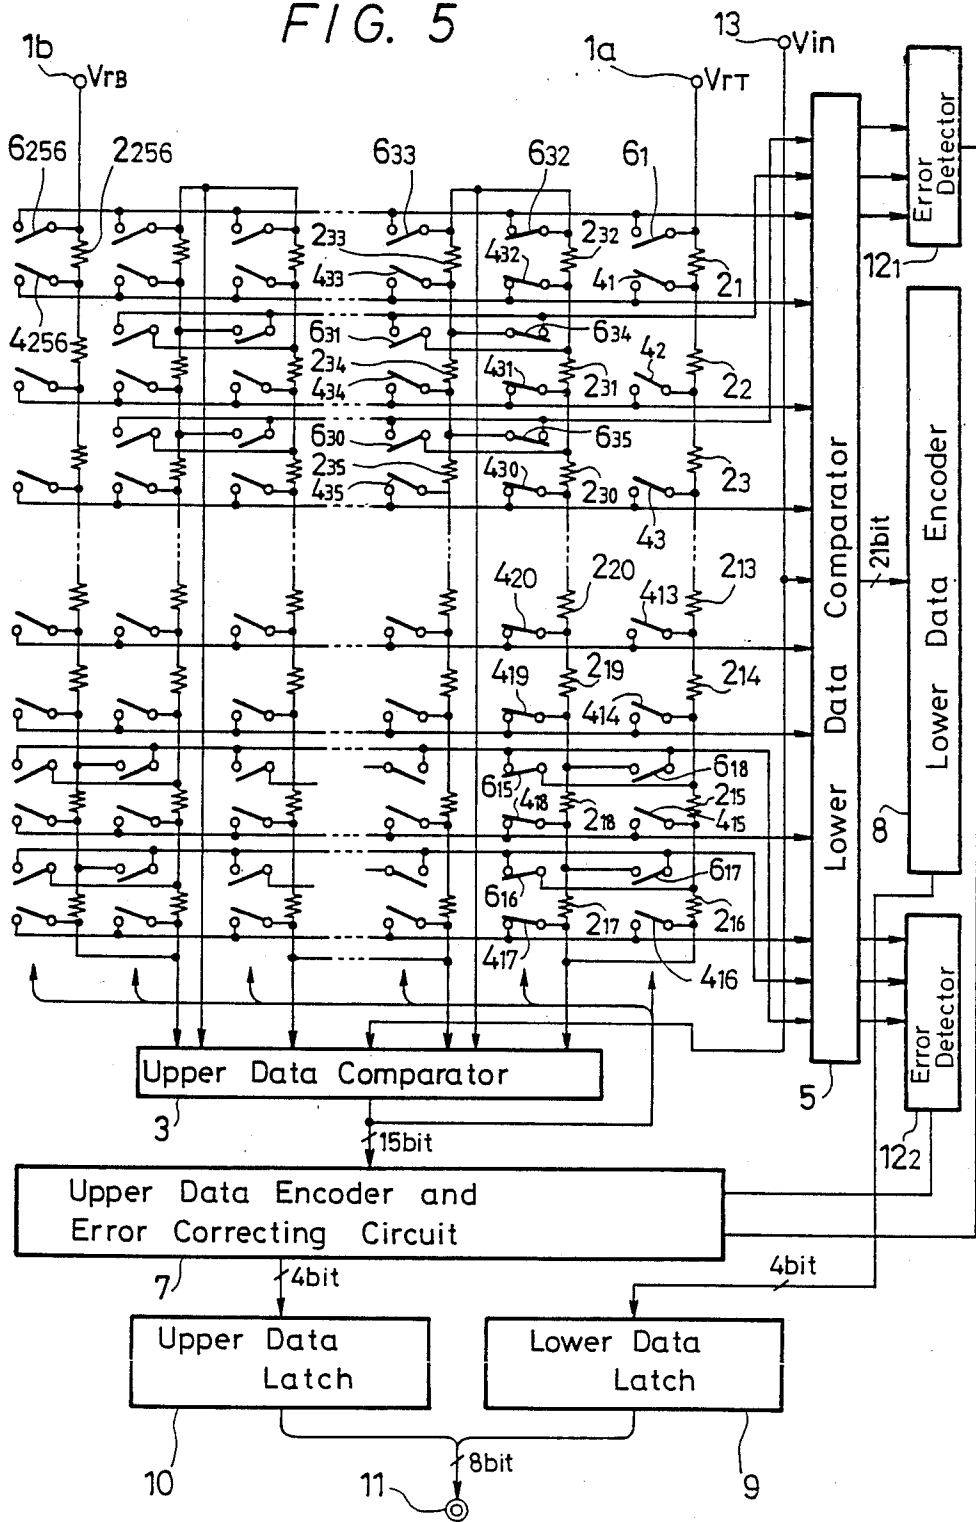 FIG. 5
1b
VrB
1a
VrT
13
Vin
6256
2256
633
632
61
Error Detector
121
233
433
432
232
41
21
4256
631
634
42
234
434
431
231
22
630
635
235
435
430
230
23
43
420
220
413
213
419
219
414
214
615
618
418
218
215
415
616
617
417
217
216
416
Lower Data Comparator
5
21bit
Lower Data Encoder
8
Error Detector
122
Upper Data Comparator
3
15bit
Upper Data Encoder and
Error Correcting Circuit
7
4bit
4bit
Upper Data
Latch
10
Lower Data
Latch
9
8bit
11